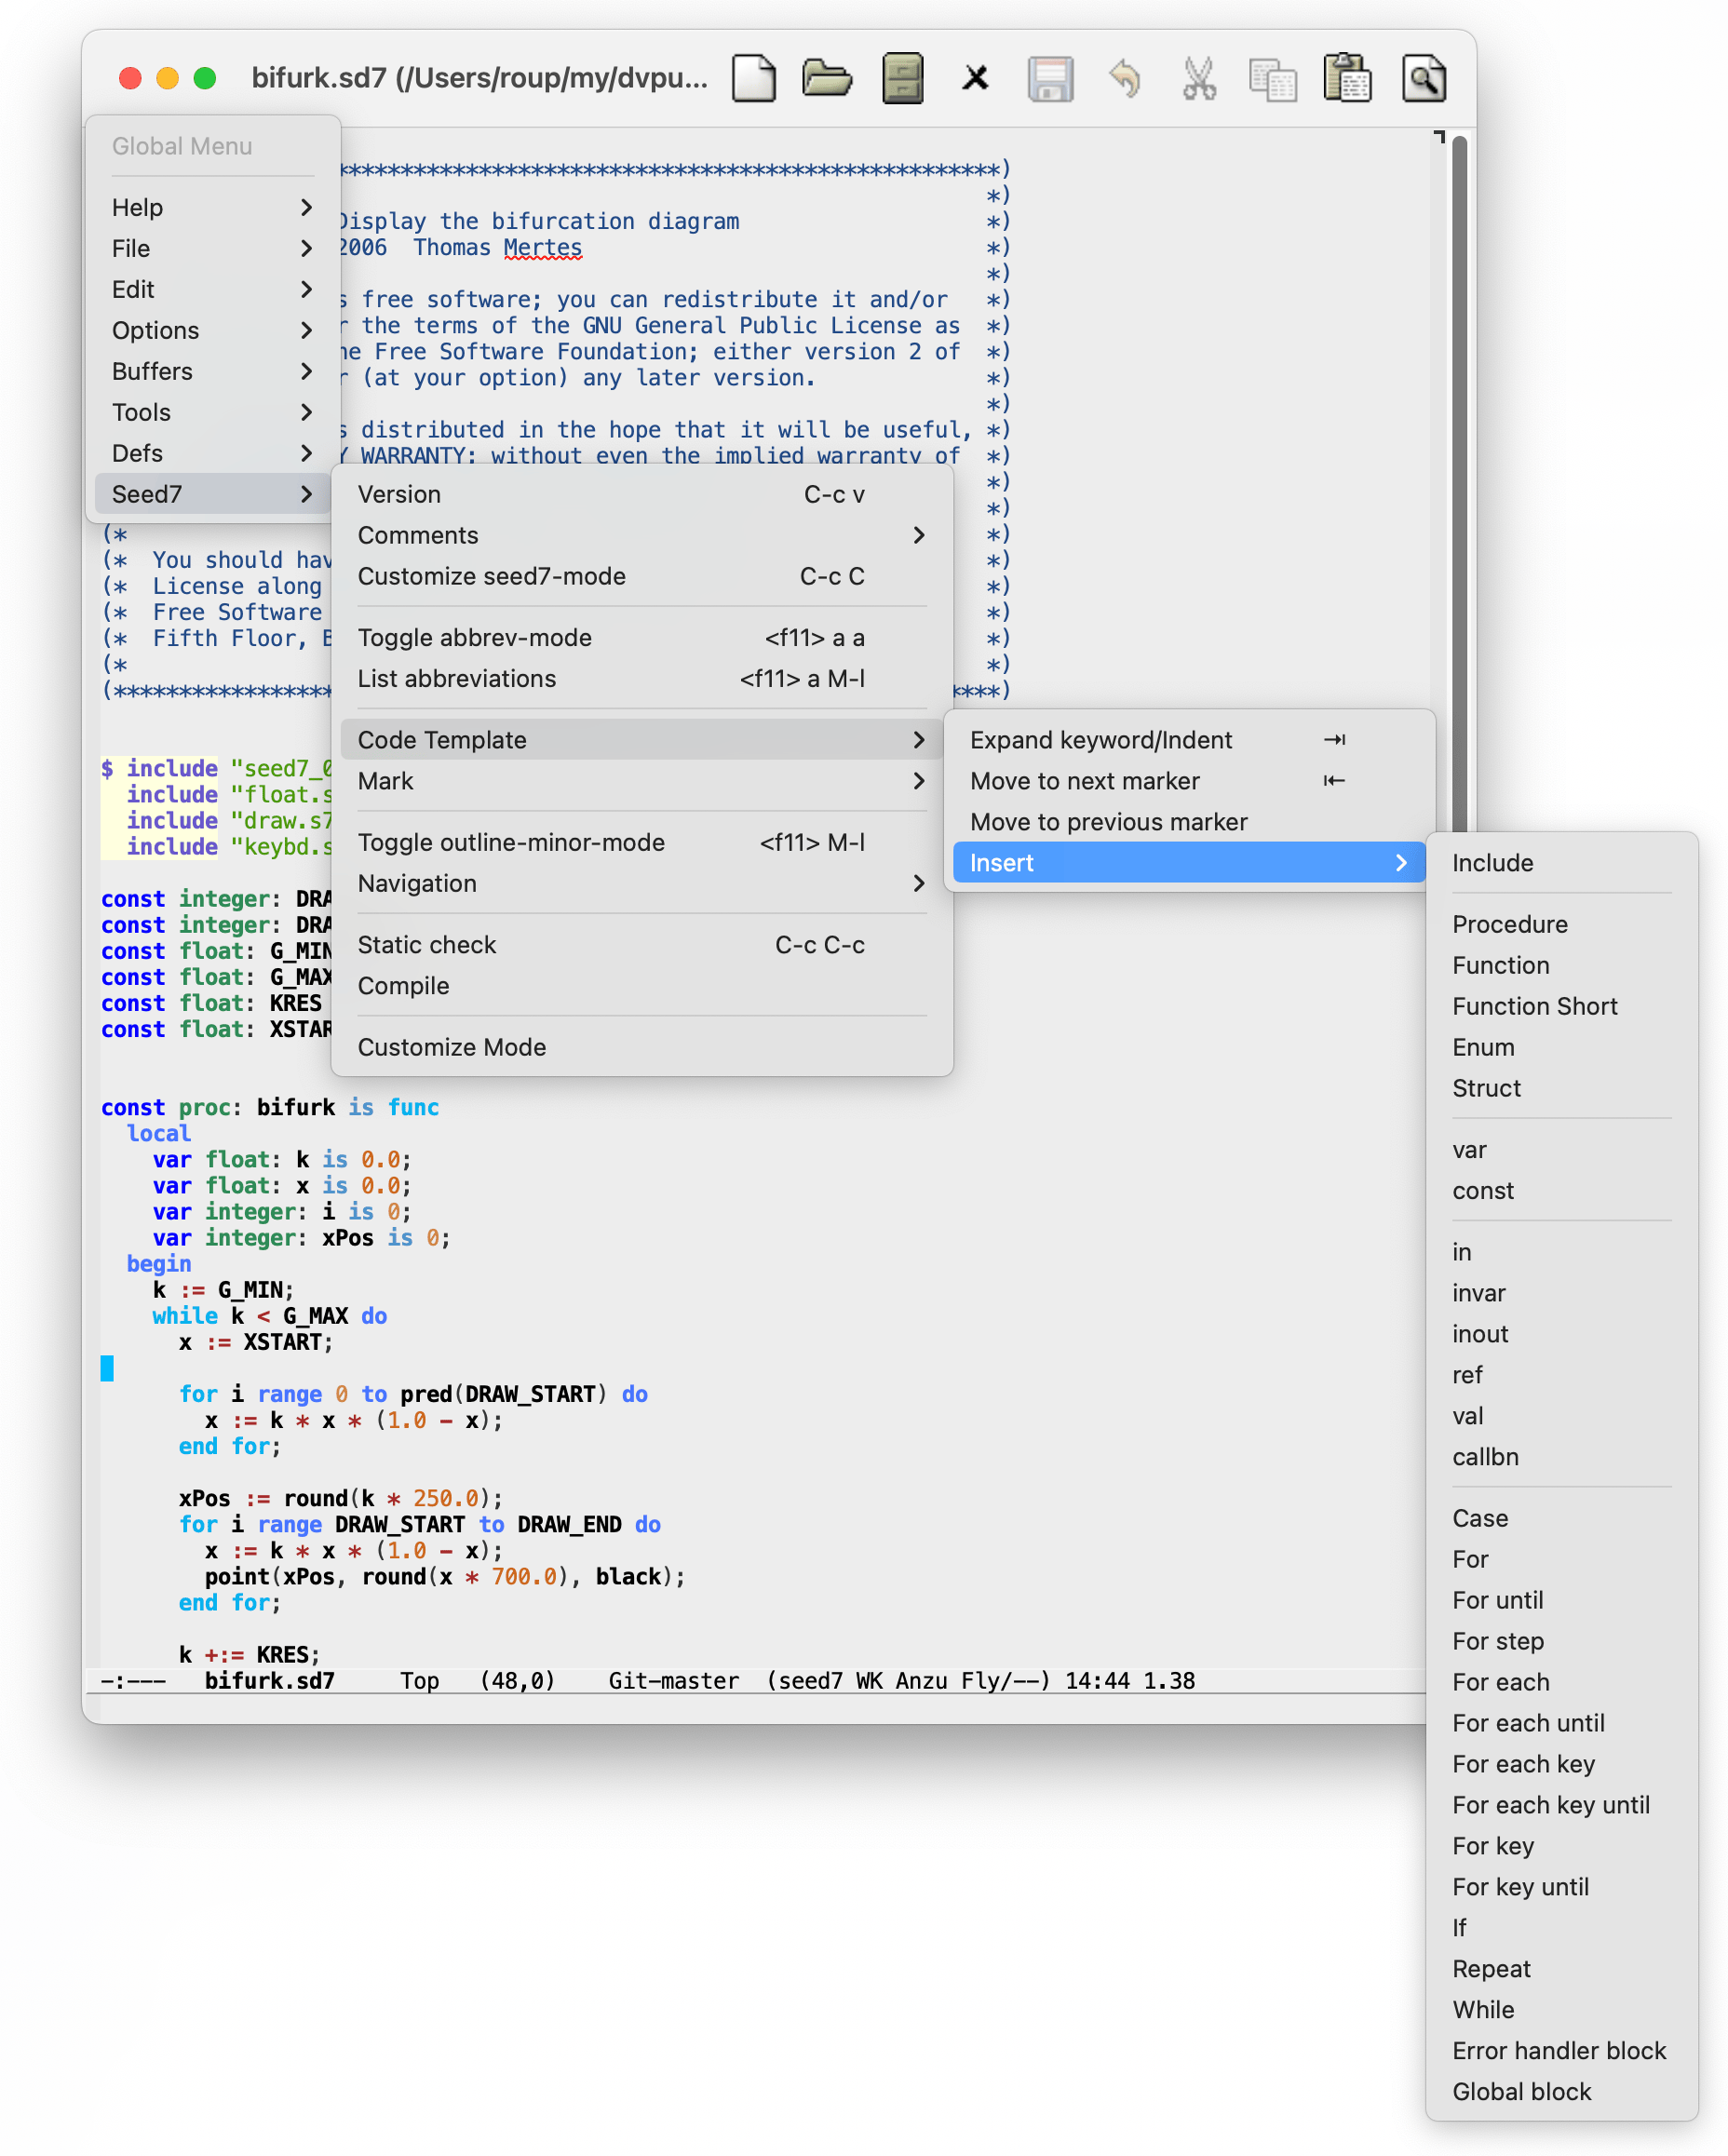 bifurk.sd7 (/Users/roup/my/dvpu...
Global Menu
Help
File
Edit
Options
Buffers
Tools
Defs
Seed7
***************************************************)
*)
Display the bifurcation diagram *)
2006 Thomas Mertes *)
*)
free software; you can redistribute it and/or *)
the terms of the GNU General Public License as *)
Free Software Foundation; either version 2 of *)
(at your option) any later version. *)
*)
distributed in the hope that it will be useful, *)
WARRANTY; without even the implied warranty of *)
*)
*)
(* *)
(* You should *)
(* License along *)
(* Free Software *)
(* Fifth Floor, *)
(* *)
(***************** ****)
Version C-c v
Comments
Customize seed7-mode C-c C
Toggle abbrev-mode <f11> a a
List abbreviations <f11> a M-l
Code Template
Mark
Toggle outline-minor-mode <f11> M-l
Navigation
Static check C-c C-c
Compile
Customize Mode
Expand keyword/Indent ⇥
Move to next marker ⇤
Move to previous marker
Insert
Include
Procedure
Function
Function Short
Enum
Struct
var
const
in
invar
inout
ref
val
callbn
Case
For
For until
For step
For each
For each until
For each key
For each key until
For key
For key until
If
Repeat
While
Error handler block
Global block
$ include "seed7_
include "float.s
include "draw.s7
include "keybd.s
const integer: DRA
const integer: DRA
const float: G_MIN
const float: G_MAX
const float: KRES
const float: XSTAR
const proc: bifurk is func
local
var float: k is 0.0;
var float: x is 0.0;
var integer: i is 0;
var integer: xPos is 0;
begin
k := G_MIN;
while k < G_MAX do
x := XSTART;
for i range 0 to pred(DRAW_START) do
x := k * x * (1.0 - x);
end for;
xPos := round(k * 250.0);
for i range DRAW_START to DRAW_END do
x := k * x * (1.0 - x);
point(xPos, round(x * 700.0), black);
end for;
k +:= KRES;
-:--- bifurk.sd7 Top (48,0) Git-master (seed7 WK Anzu Fly/--) 14:44 1.38